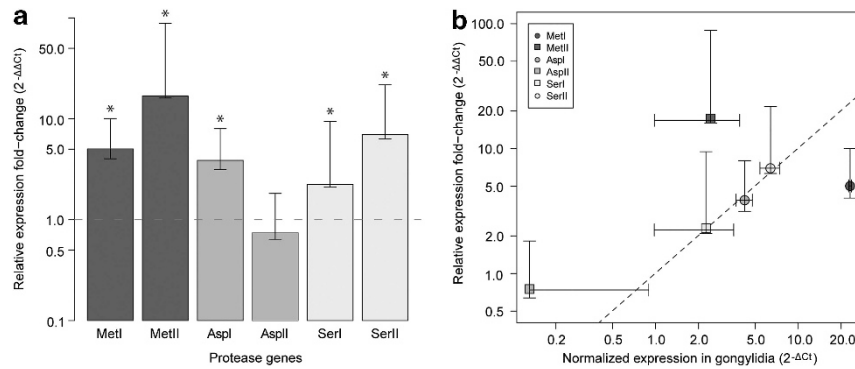 a
Relative expression fold-change (2-ΔΔCt)
50.0
10.0
5.0
1.0
0.5
0.1
* * * * *
MetI MetII AspI AspII SerI SerII
Protease genes
b
Relative expression fold-change (2-ΔΔCt)
100.0
50.0
20.0
10.0
5.0
2.0
1.0
0.5
MetI
MetII
AspI
AspII
SerI
SerII
0.2 0.5 1.0 2.0 5.0 10.0 20.0
Normalized expression in gongylidia (2-ΔCt)